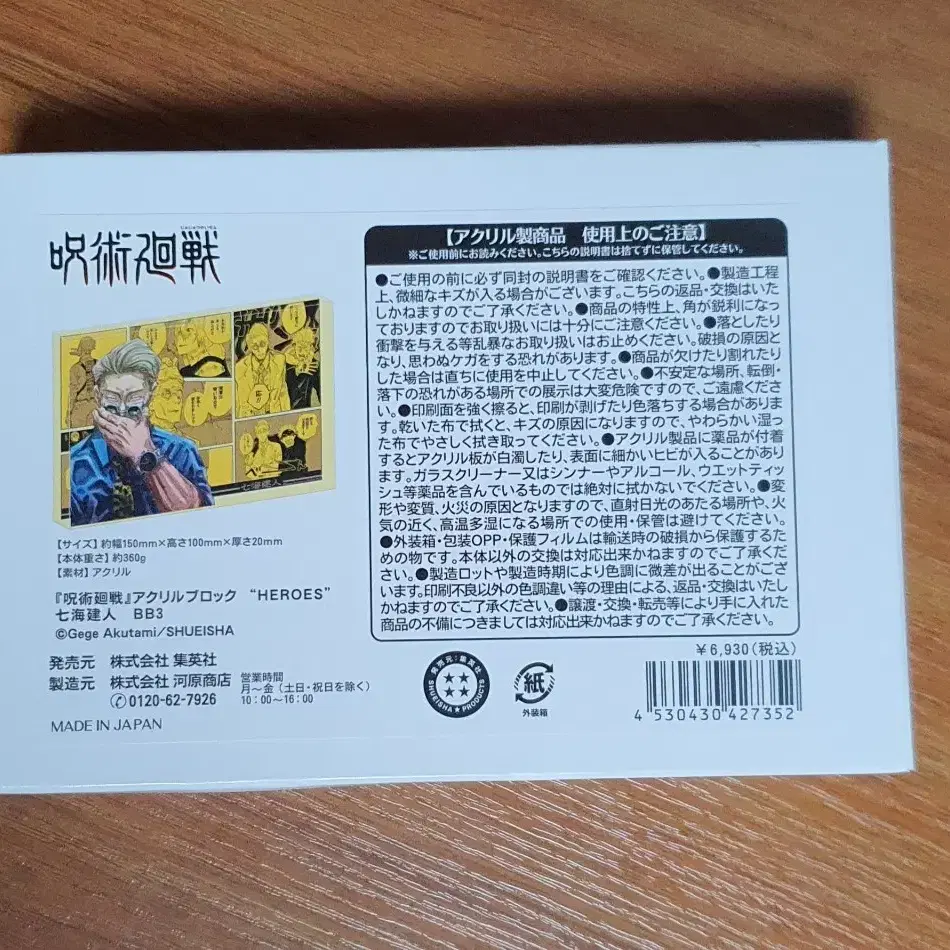 呪術廻戦
七海建人
【サイズ】約幅150mm×高さ100mm×厚さ20mm
【本体重さ】約360g
【素材】アクリル
『呪術廻戦』アクリルブロック “HEROES”
七海建人 BB3
©Gege Akutami/SHUEISHA
発売元 株式会社 集英社
製造元 株式会社 河原商店
0120-62-7926
営業時間
月～金（土日・祝日を除く）
10:00～16:00
MADE IN JAPAN
【アクリル製商品 使用上のご注意】
※ご使用前にお読みください。こちらの説明書は捨てずに保管してください。
●ご使用の前に必ず同封の説明書をご確認ください。●製造工程
上、微細なキズが入る場合がございます。こちらの返品・交換はいた
しかねますのでご了承ください。●商品の特性上、角が鋭利になっ
ておりますのでお取り扱いには十分にご注意ください。●落としたり
衝撃を与える等乱暴なお取り扱いはお止めください。破損の原因と
なり、思わぬケガをする恐れがあります。●商品が欠けたり割れたり
した場合は直ちに使用を中止してください。●不安定な場所、転倒・
落下の恐れがある場所での展示は大変危険ですので、ご遠慮くださ
い。●印刷面を強く擦ると、印刷が剥げたり色落ちする場合がありま
す。乾いた布で拭くと、キズの原因になりますので、やわらかい湿っ
た布でやさしく拭き取ってください。●アクリル製品に薬品が付着
するとアクリル板が白濁したり、表面に細かいヒビが入ることがあり
ます。ガラスクリーナー又はシンナーやアルコール、ウエットティッ
シュ等薬品を含んでいるものでは絶対に拭かないでください。●変
形や変質、火災の原因となりますので、直射日光のあたる場所や、火
気の近く、高温多湿になる場所での使用・保管は避けてください。
●外装箱・包装OPP・保護フィルムは輸送時の破損から保護するた
めの物です。本体以外の交換は対応出来かねますのでご了承くだ
さい。●製造ロットや製造時期により色調に微差が出ることがござ
います。印刷不良以外の色調違い等の理由による、返品・交換はいたし
かねますのでご了承ください。●譲渡・交換・転売等により手に入れた
商品の不備につきましては対応出来かねますのでご了承ください。
¥6,930(税込)
発売元:集英社
SHUEISHA★PRODUCTS
紙
外装箱
4 530430 427352